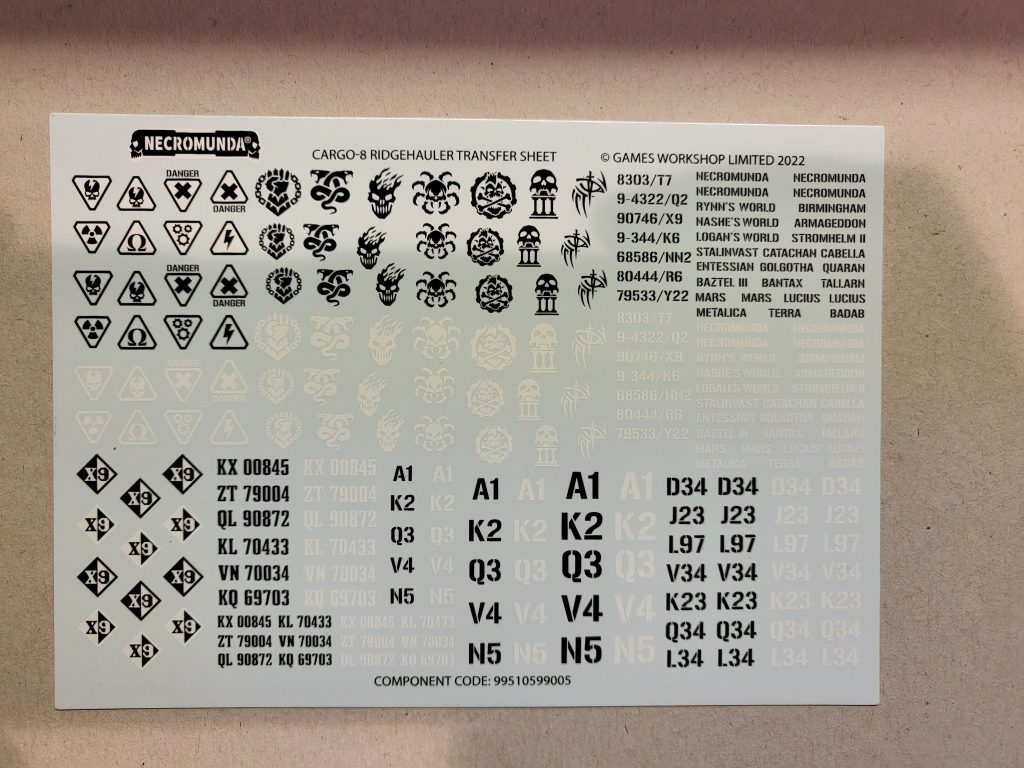 NECROMUNDA®
CARGO-8 RIDGEHAULER TRANSFER SHEET
© GAMES WORKSHOP LIMITED 2022
DANGER
DANGER
DANGER
DANGER
8303/T7
9-4322/Q2
90746/X9
9-344/K6
68586/NN2
80444/R6
79533/Y22
NECROMUNDA NECROMUNDA
NECROMUNDA NECROMUNDA
RYNN'S WORLD BIRMINGHAM
NASHE'S WORLD ARMAGEDDON
LOGAN'S WORLD STROMHELM II
STALINVAST CATACHAN CABELLA
ENTESSIAN GOLGOTHA QUARAN
BAZTEL III BANTAX TALLARN
MARS MARS LUCIUS LUCIUS
METALICA TERRA BADAB
DANGER
DANGER
DANGER
8303/T7
9-4322/Q2
90746/X9
9-344/K6
68586/NN2
80444/R6
79533/Y22
NECROMUNDA NECROMUNDA
NECROMUNDA NECROMUNDA
RYNN'S WORLD BIRMINGHAM
NASHE'S WORLD ARMAGEDDON
LOGAN'S WORLD STROMHELM II
STALINVAST CATACHAN CABELLA
ENTESSIAN GOLGOTHA QUARAN
BAZTEL III BANTAX TALLARN
MARS MARS LUCIUS LUCIUS
METALICA TERRA BADAB
X9 X9
X9
X9 X9
X9
X9 X9
X9
X9 X9
X9
KX 00845 KX 00845
ZT 79004 ZT 79004
QL 90872 QL 90872
KL 70433 KL 70433
VN 70034 VN 70034
KQ 69703 KQ 69703
KX 00845 KL 70433 KX 00845 KL 70433
ZT 79004 VN 70034 ZT 79004 VN 70034
QL 90872 KQ 69703 QL 90872 KQ 69703
A1 A1
K2 K2
Q3 Q3
V4 V4
N5 N5
A1 A1 A1 A1
K2 K2 K2 K2
Q3 Q3 Q3 Q3
V4 V4 V4 V4
N5 N5 N5 N5
D34 D34 D34 D34
J23 J23 J23 J23
L97 L97 L97 L97
V34 V34 V34 V34
K23 K23 K23 K23
Q34 Q34 Q34 Q34
L34 L34 L34 L34
COMPONENT CODE: 99510599005